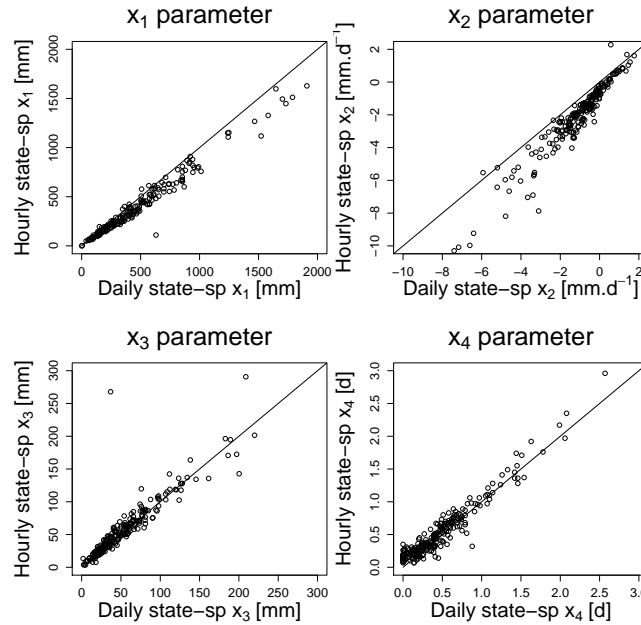 x₁ parameter
Hourly state−sp x₁ [mm]
0 500 1000 1500 2000
0 500 1000 1500 2000
Daily state−sp x₁ [mm]
x₂ parameter
Hourly state−sp x₂ [mm.d⁻¹]
−10 −8 −6 −4 −2 0 2
−10 −8 −6 −4 −2 0 2
Daily state−sp x₂ [mm.d⁻¹]
x₃ parameter
Hourly state−sp x₃ [mm]
0 50 100 150 200 250 300
0 50 100 150 200 250 300
Daily state−sp x₃ [mm]
x₄ parameter
Hourly state−sp x₄ [d]
0.0 0.5 1.0 1.5 2.0 2.5 3.0
0.0 0.5 1.0 1.5 2.0 2.5 3.0
Daily state−sp x₄ [d]